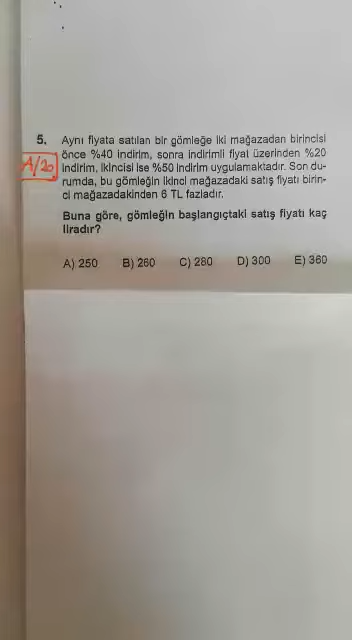 5. Aynı fiyata satılan bir gömleğe iki mağazadan birincisi
A/20 önce %40 indirim, sonra indirimli fiyat üzerinden %20
indirim, ikincisi ise %50 indirim uygulamaktadır. Son du-
rumda, bu gömleğin ikinci mağazadaki satış fiyatı birin-
ci mağazadakinden 6 TL fazladır.
Buna göre, gömleğin başlangıçtaki satış fiyatı kaç
liradır?
A) 250 B) 260 C) 280 D) 300 E) 360